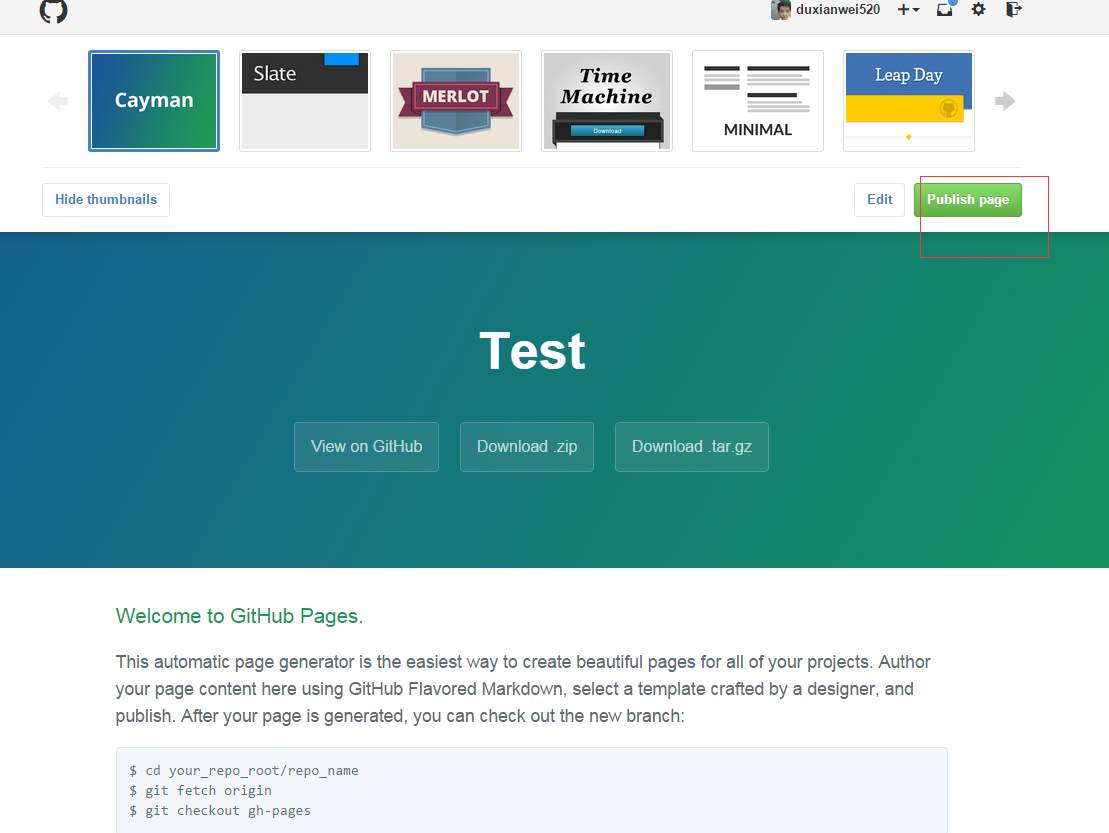 duxianwei520
Cayman
Slate
MERLOT
Time
Machine
Download
MINIMAL
Leap Day
Hide thumbnails
Edit
Publish page
Test
View on GitHub
Download .zip
Download .tar.gz
Welcome to GitHub Pages.
This automatic page generator is the easiest way to create beautiful pages for all of your projects. Author
your page content here using GitHub Flavored Markdown, select a template crafted by a designer, and
publish. After your page is generated, you can check out the new branch:
$ cd your_repo_root/repo_name
$ git fetch origin
$ git checkout gh-pages